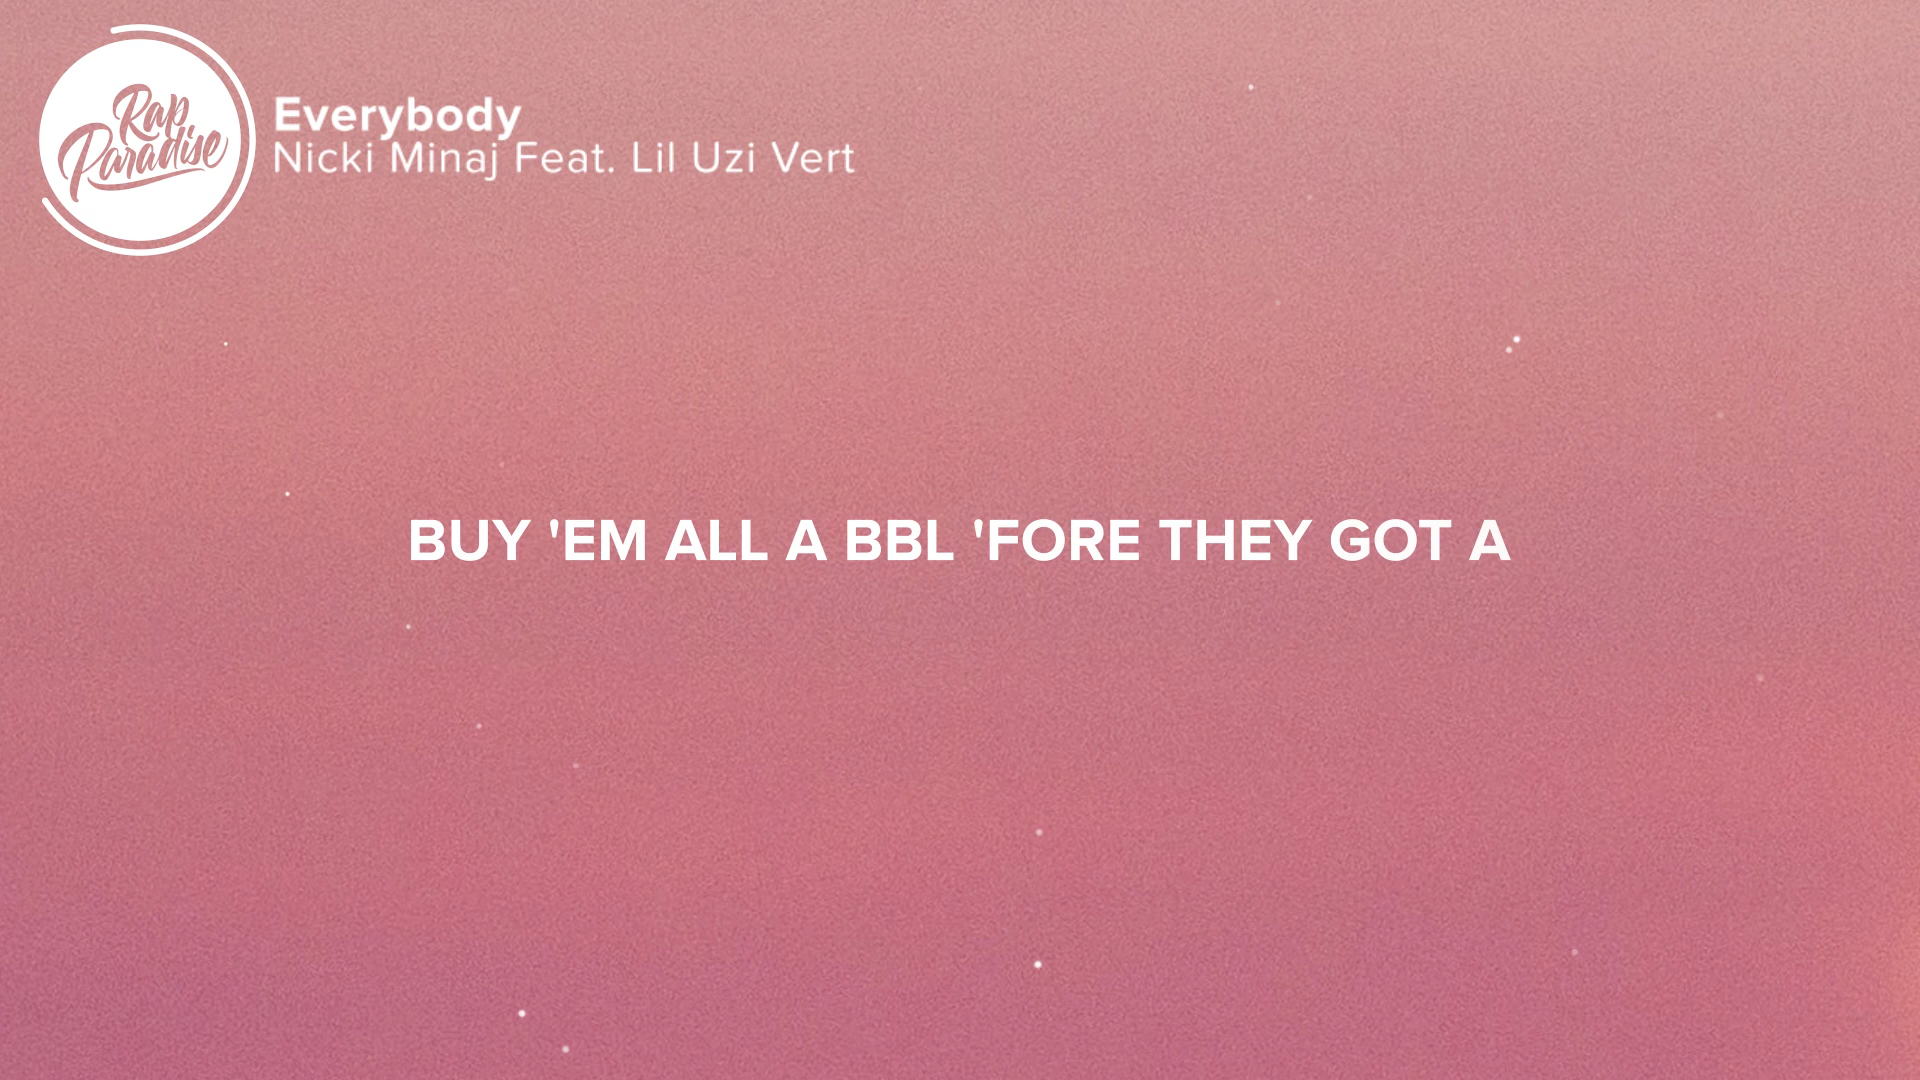 Rap
Paradise
Everybody
Nicki Minaj Feat. Lil Uzi Vert
BUY 'EM ALL A BBL 'FORE THEY GOT A